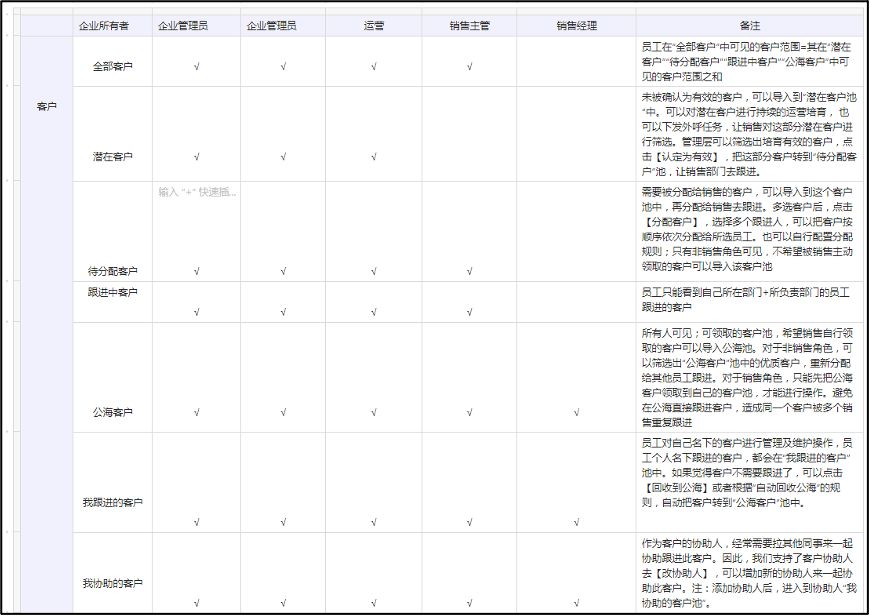 企业所有者 企业管理员 企业管理员 运营 销售主管 销售经理 备注
客户
全部客户 √ √ √ √
员工在"全部客户"中可见的客户范围=其在"潜在
客户""待分配客户""跟进中客户""公海客户"中可
见的客户范围之和
潜在客户 √ √ √
未被确认为有效的客户，可以导入到"潜在客户池
"中。可以对潜在客户进行持续的运营培育， 也
可以下发外呼任务，让销售对这部分潜在客户进
行筛选。管理层可以筛选出培育有效的客户，点
击【认定为有效】，把这部分客户转到"待分配客
户"池，让销售部门去跟进。
输入 "+" 快速插...
待分配客户 √ √ √ √
需要被分配给销售的客户，可以导入到这个客户
池中，再分配给销售去跟进。多选客户后，点击
【分配客户】，选择多个跟进人，可以把客户按
顺序依次分配给所选员工。也可以自行配置分配
规则；只有非销售角色可见，不希望被销售主动
领取的客户可以导入该客户池
跟进中客户 √ √ √ √
员工只能看到自己所在部门+所负责部门的员工
跟进的客户
公海客户 √ √ √ √ √
所有人可见；可领取的客户池，希望销售自行领
取的客户可以导入公海池。对于非销售角色，可
以筛选出"公海客户"池中的优质客户，重新分配
给其他员工跟进。对于销售角色，只能先把公海
客户领取到自己的客户池，才能进行操作。避免
在公海直接跟进客户，造成同一个客户被多个销
售重复跟进
我跟进的客户 √ √ √ √ √
员工对自己名下的客户进行管理及维护操作，员
工个人名下跟进的客户，都会在"我跟进的客户"
池中。如果觉得客户不需要跟进了，可以点击
【回收到公海】或者根据"自动回收公海"的规
则，自动把客户转到"公海客户"池中。
我协助的客户 √ √ √ √ √
作为客户的协助人，经常需要拉其他同事来一起
协助跟进此客户。因此，我们支持了客户协助人
去【改协助人】，可以增加新的协助人来一起协
助此客户。注：添加协助人后，进入到协助人"我
协助的客户池"。